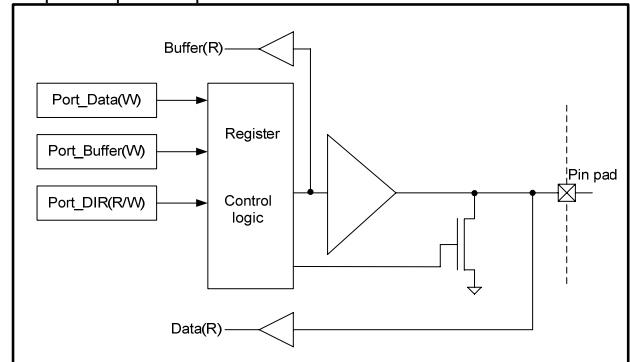 Buffer(R)
Port_Data(W)
Port_Buffer(W)
Port_DIR(R/W)
Register
Control
logic
Pin pad
Data(R)